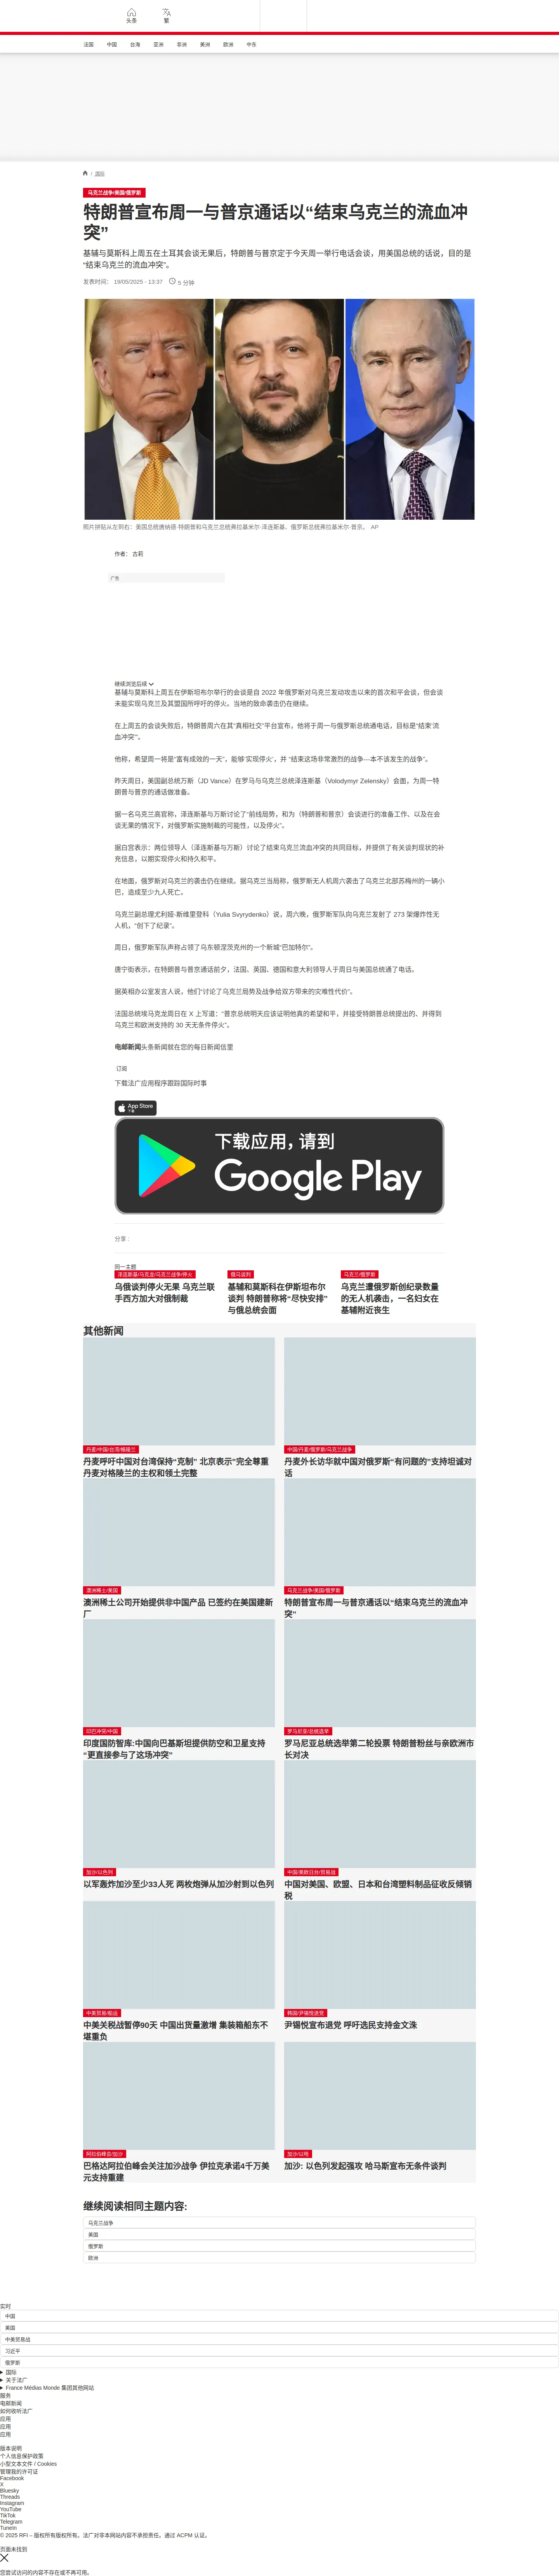 头条
繁
法国
中国
台海
亚洲
非洲
美洲
欧洲
中东
/ 国际
乌克兰战争/美国/俄罗斯
特朗普宣布周一与普京通话以“结束乌克兰的流血冲
突”
基辅与莫斯科上周五在土耳其会谈无果后，特朗普与普京定于今天周一举行电话会谈，用美国总统的话说，目的是
“结束乌克兰的流血冲突”。
发表时间： 19/05/2025 - 13:37
5 分钟
照片拼贴从左到右：美国总统唐纳德·特朗普和乌克兰总统弗拉基米尔·泽连斯基、俄罗斯总统弗拉基米尔·普京。 AP
作者： 古莉
广告
继续浏览后续
基辅与莫斯科上周五在伊斯坦布尔举行的会谈是自 2022 年俄罗斯对乌克兰发动攻击以来的首次和平会谈，但会谈
未能实现乌克兰及其盟国所呼吁的停火。当地的致命袭击仍在继续。
在上周五的会谈失败后，特朗普周六在其“真相社交”平台宣布，他将于周一与俄罗斯总统通电话，目标是“结束‘流
血冲突’”。
他称，希望周一将是“富有成效的一天”，能够‘实现停火’，并 “结束这场非常激烈的战争---本不该发生的战争”。
昨天周日，美国副总统万斯（JD Vance）在罗马与乌克兰总统泽连斯基（Volodymyr Zelensky）会面，为周一特
朗普与普京的通话做准备。
据一名乌克兰高官称，泽连斯基与万斯讨论了“前线局势，和为（特朗普和普京）会谈进行的准备工作、以及在会
谈无果的情况下，对俄罗斯实施制裁的可能性，以及停火”。
据白宫表示：两位领导人（泽连斯基与万斯）讨论了结束乌克兰流血冲突的共同目标，并提供了有关谈判现状的补
充信息，以期实现停火和持久和平。
在地面，俄罗斯对乌克兰的袭击仍在继续。据乌克兰当局称，俄罗斯无人机周六袭击了乌克兰北部苏梅州的一辆小
巴，造成至少九人死亡。
乌克兰副总理尤利娅-斯维里登科（Yulia Svyrydenko）说，周六晚，俄罗斯军队向乌克兰发射了 273 架爆炸性无
人机，“创下了纪录”。
周日，俄罗斯军队声称占领了乌东顿涅茨克州的一个新城“巴加特尔”。
唐宁街表示，在特朗普与普京通话前夕，法国、英国、德国和意大利领导人于周日与美国总统通了电话。
据英相办公室发言人说，他们“讨论了乌克兰局势及战争给双方带来的灾难性代价”。
法国总统埃马克龙周日在 X 上写道：“普京总统明天应该证明他真的希望和平，并接受特朗普总统提出的、并得到
乌克兰和欧洲支持的 30 天无条件停火”。
电邮新闻头条新闻就在您的每日新闻信里
订阅
下载法广应用程序跟踪国际时事
App Store
下载
下载应用，请到
Google Play
分享 :
同一主题
泽连斯基/马克龙/乌克兰战争/停火
乌俄谈判停火无果 乌克兰联
手西方加大对俄制裁
俄乌谈判
基辅和莫斯科在伊斯坦布尔
谈判 特朗普称将“尽快安排”
与俄总统会面
乌克兰/俄罗斯
乌克兰遭俄罗斯创纪录数量
的无人机袭击，一名妇女在
基辅附近丧生
其他新闻
丹麦/中国/台湾/格陵兰
丹麦呼吁中国对台湾保持“克制” 北京表示“完全尊重
丹麦对格陵兰的主权和领土完整
中国/丹麦/俄罗斯/乌克兰战争
丹麦外长访华就中国对俄罗斯“有问题的”支持坦诚对
话
澳洲稀土/美国
澳洲稀土公司开始提供非中国产品 已签约在美国建新
厂
乌克兰战争/美国/俄罗斯
特朗普宣布周一与普京通话以“结束乌克兰的流血冲
突”
印巴冲突/中国
印度国防智库:中国向巴基斯坦提供防空和卫星支持
“更直接参与了这场冲突”
罗马尼亚/总统选举
罗马尼亚总统选举第二轮投票 特朗普粉丝与亲欧洲市
长对决
加沙/以色列
以军轰炸加沙至少33人死 两枚炮弹从加沙射到以色列
中国/美欧日台/贸易战
中国对美国、欧盟、日本和台湾塑料制品征收反倾销
税
中美贸易/船运
中美关税战暂停90天 中国出货量激增 集装箱船东不
堪重负
韩国/尹锡悦退党
尹锡悦宣布退党 呼吁选民支持金文洙
阿拉伯峰会/加沙
巴格达阿拉伯峰会关注加沙战争 伊拉克承诺4千万美
元支持重建
加沙/以哈
加沙: 以色列发起强攻 哈马斯宣布无条件谈判
继续阅读相同主题内容:
乌克兰战争
美国
俄罗斯
欧洲
实时
中国
美国
中美贸易战
习近平
俄罗斯
国际
关于法广
France Médias Monde 集团其他网站
服务
电邮新闻
如何收听法广
应用
应用
应用
版本说明
个人信息保护政策
小型文本文件 / Cookies
管理我的许可证
Facebook
X
Bluesky
Threads
Instagram
YouTube
TikTok
Telegram
TuneIn
© 2025 RFI – 版权所有版权所有。法广对非本网站内容不承担责任。通过 ACPM 认证。
页面未找到
您尝试访问的内容不存在或不再可用。